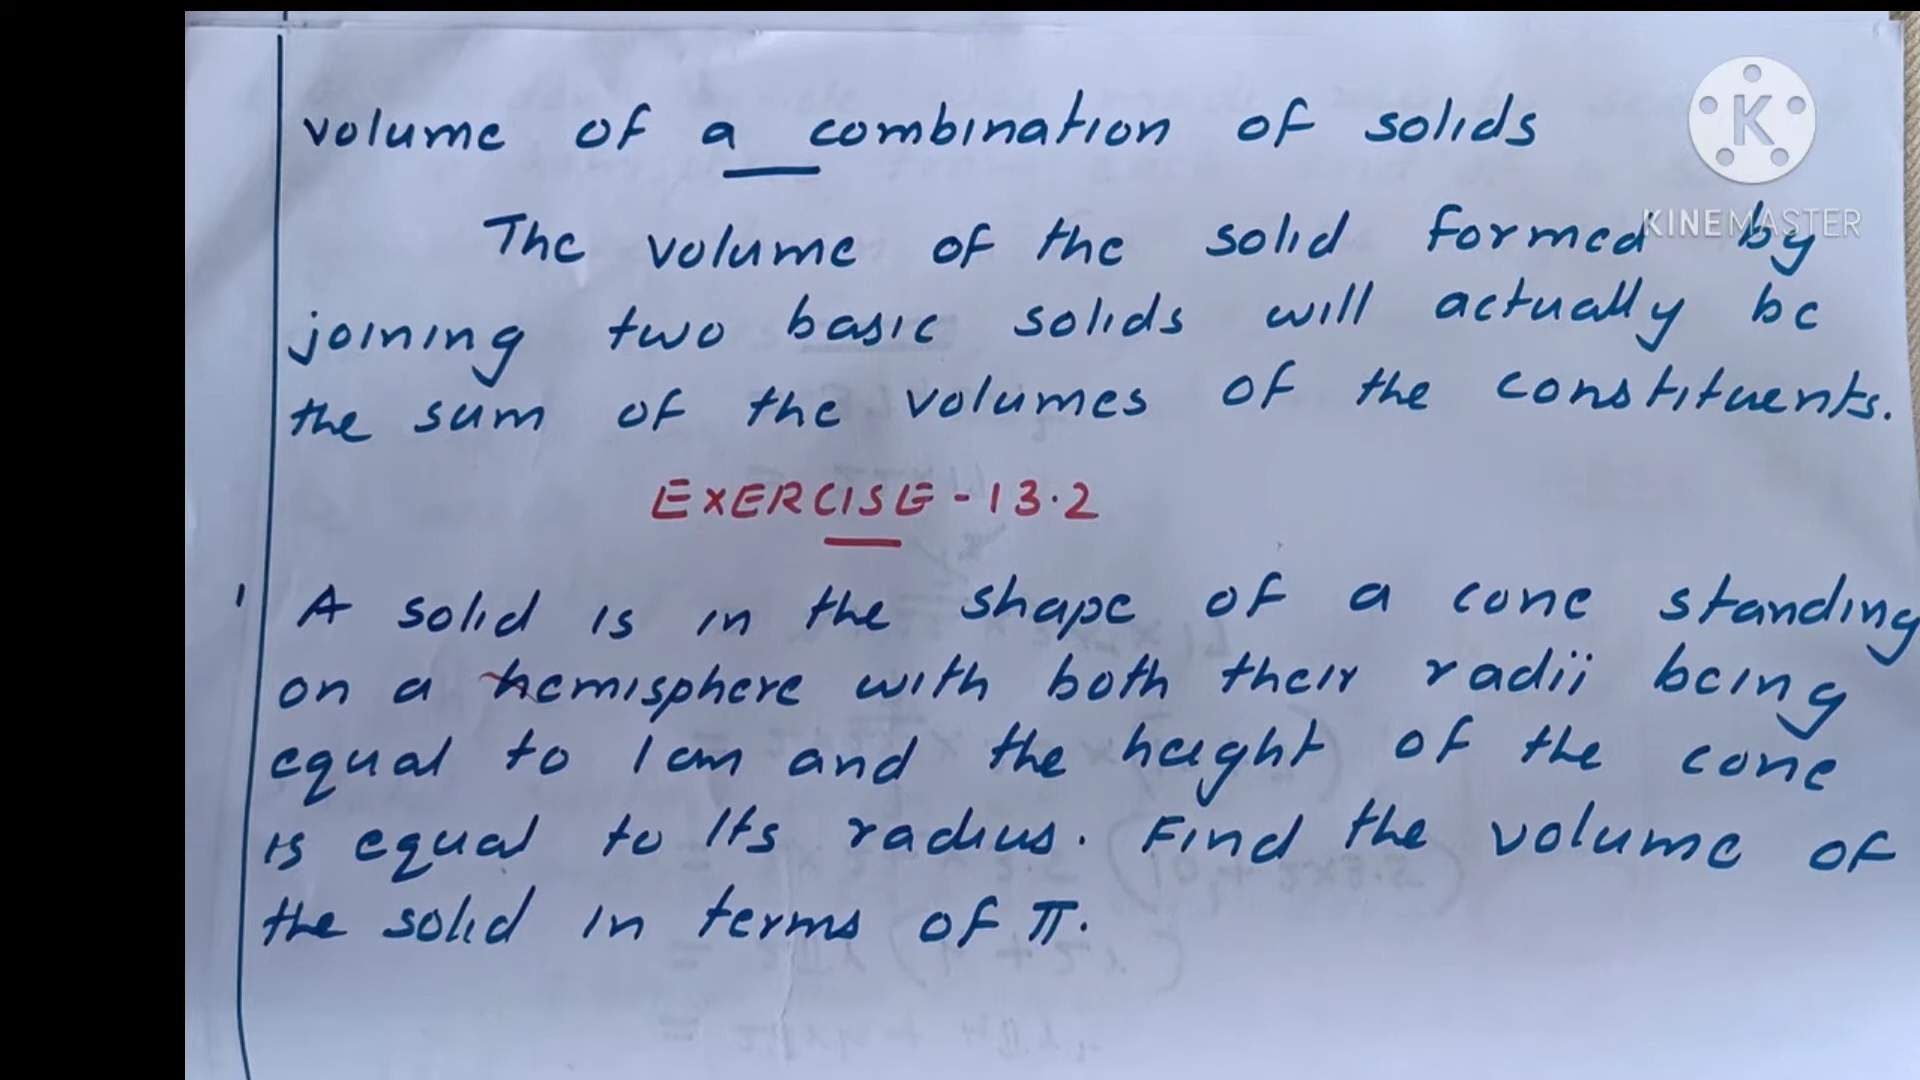 volume of a combination of solids
K
KINEMASTER
The volume of the solid formed by
joining two basic solids will actually be
the sum of the volumes of the constituents.
EXERCISE-13.2
1 A solid is in the shape of a cone standing
on a hemisphere with both their radii being
equal to 1 cm and the height of the cone
is equal to its radius. Find the volume of
the solid in terms of π.